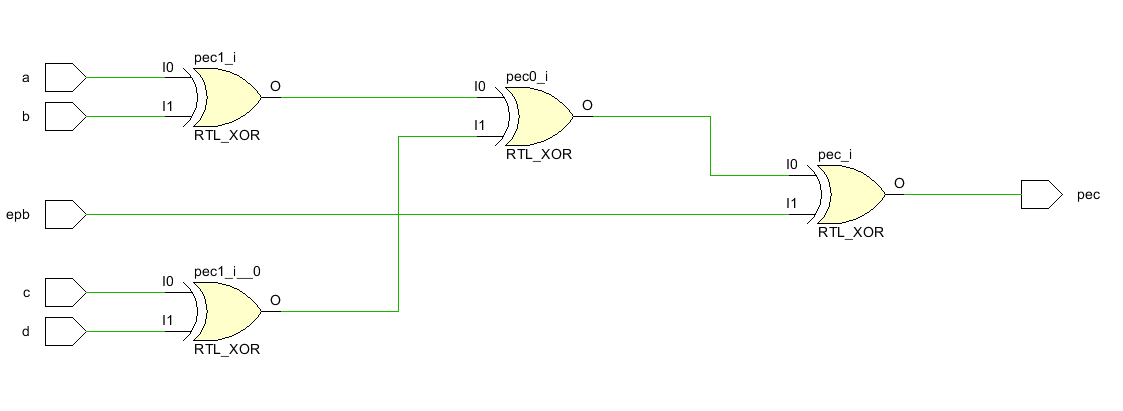 pec1_i
a
I0
O
b
I1
RTL_XOR
pec0_i
I0
O
I1
RTL_XOR
pec_i
I0
O
pec
epb
I1
RTL_XOR
pec1_i__0
c
I0
O
d
I1
RTL_XOR